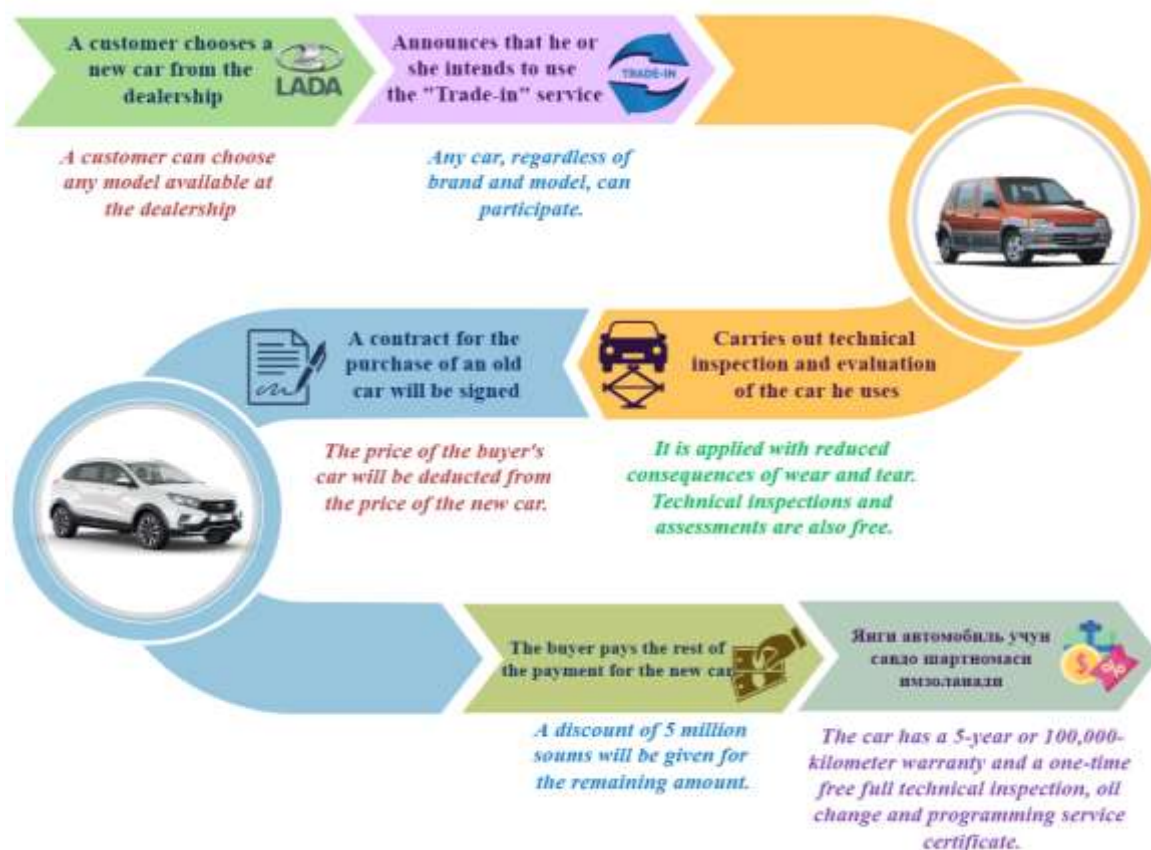 A customer chooses a
new car from the
dealership
LADA
Announces that he or
she intends to use
the "Trade-in" service
TRADE-IN
A customer can choose
any model available at
the dealership
Any car, regardless of
brand and model, can
participate.
Carries out technical
inspection and evaluation
of the car he uses
It is applied with reduced
consequences of wear and tear.
Technical inspections and
assessments are also free.
A contract for the
purchase of an old
car will be signed
The price of the buyer's
car will be deducted from
the price of the new car.
The buyer pays the rest of
the payment for the new car
A discount of 5 million
soums will be given for
the remaining amount.
Янги автомобиль учун
савдо шартномаси
имзоланади
$ %
The car has a 5-year or 100,000-
kilometer warranty and a one-time
free full technical inspection, oil
change and programming service
certificate.